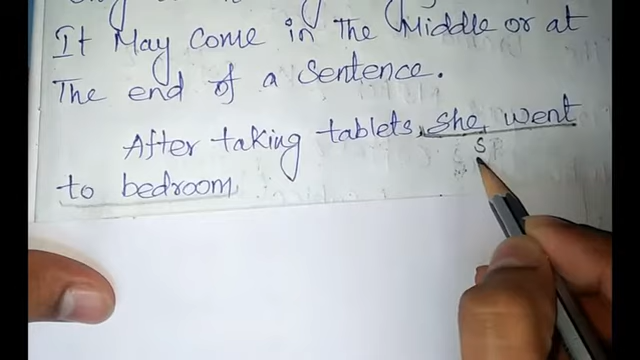 It May Come in The Middle or at
The end of a Sentence.
After taking tablets, she went
S
to bedroom